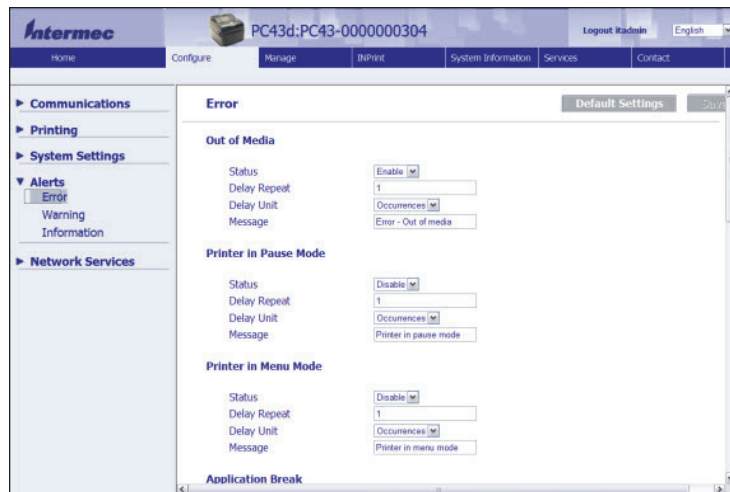 Intermec
PC43d:PC43-0000000304
Logout itadmin
English
Home
Configure
Manage
INPrint
System Information
Services
Contact
Communications
Printing
System Settings
Alerts
Error
Warning
Information
Network Services
Error
Default Settings
Save
Out of Media
Status
Enable
Delay Repeat
1
Delay Unit
Occurrences
Message
Error - Out of media
Printer in Pause Mode
Status
Disable
Delay Repeat
1
Delay Unit
Occurrences
Message
Printer in pause mode
Printer in Menu Mode
Status
Disable
Delay Repeat
1
Delay Unit
Occurrences
Message
Printer in menu mode
Application Break